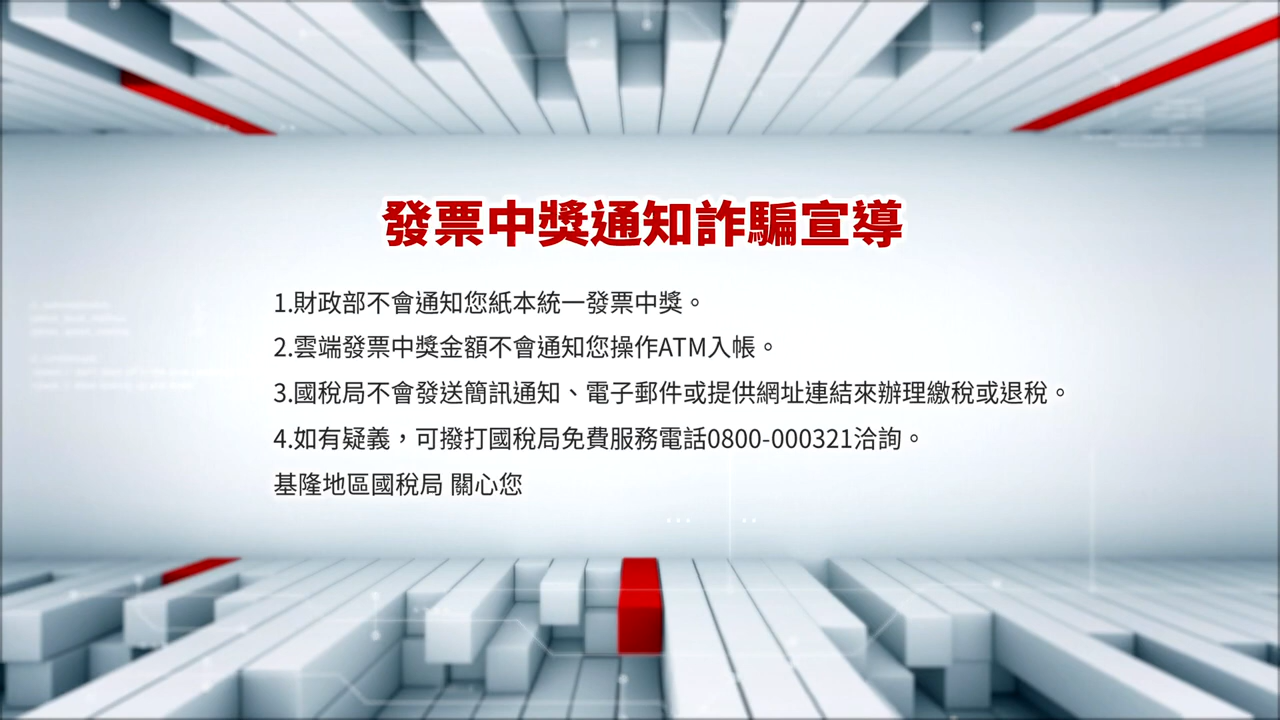 發票中獎通知詐騙宣導
1.財政部不會通知您紙本統一發票中獎。
2.雲端發票中獎金額不會通知您操作ATM入帳。
3.國稅局不會發送簡訊通知、電子郵件或提供網址連結來辦理繳稅或退稅。
4.如有疑義，可撥打國稅局免費服務電話0800-000321洽詢。
基隆地區國稅局 關心您